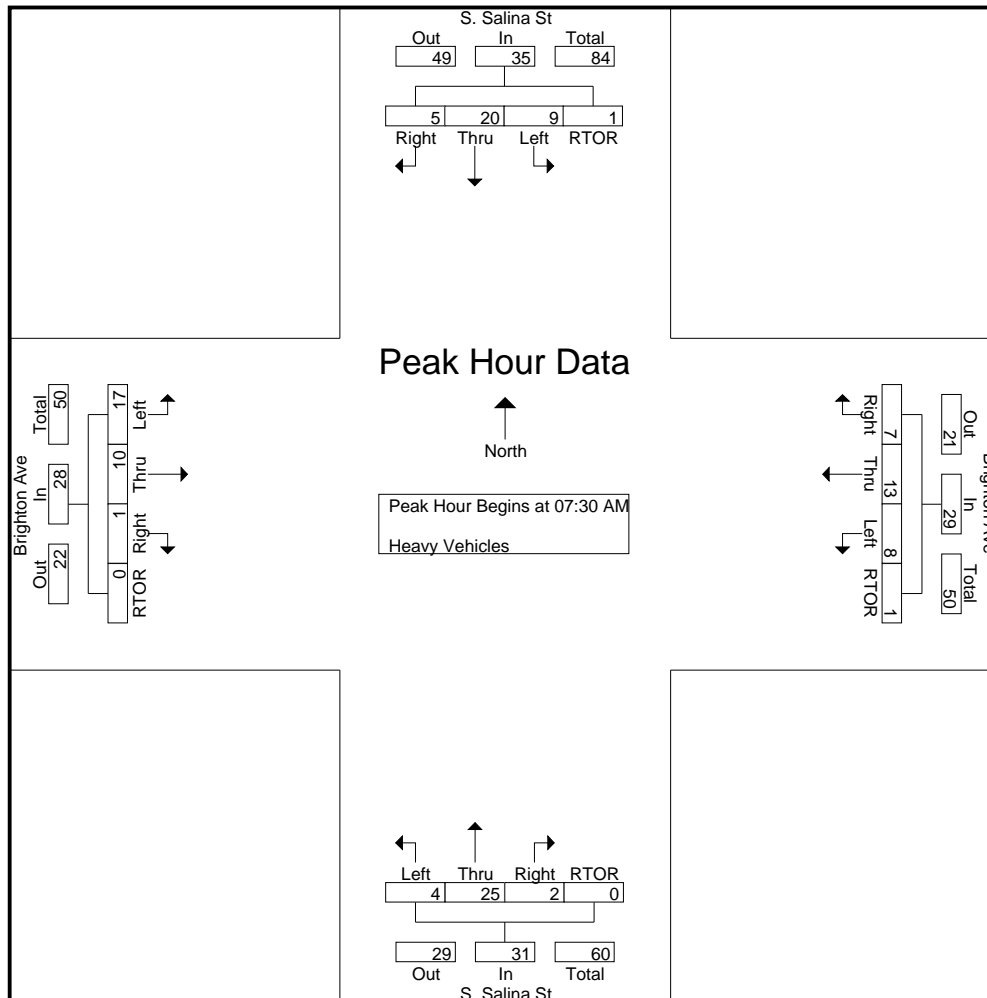 S. Salina St
Out In Total
49 35 84
5 20 9 1
Right Thru Left RTOR
Peak Hour Data
North
Peak Hour Begins at 07:30 AM
Heavy Vehicles
Brighton Ave
Total In Out
50 28 22
17 10 1 0
Left Thru Right RTOR
Right Thru Left RTOR
7 13 8 1
Out In Total
21 29 50
Brighton Ave
Left Thru Right RTOR
4 25 2 0
29 31 60
Out In Total
S. Salina St